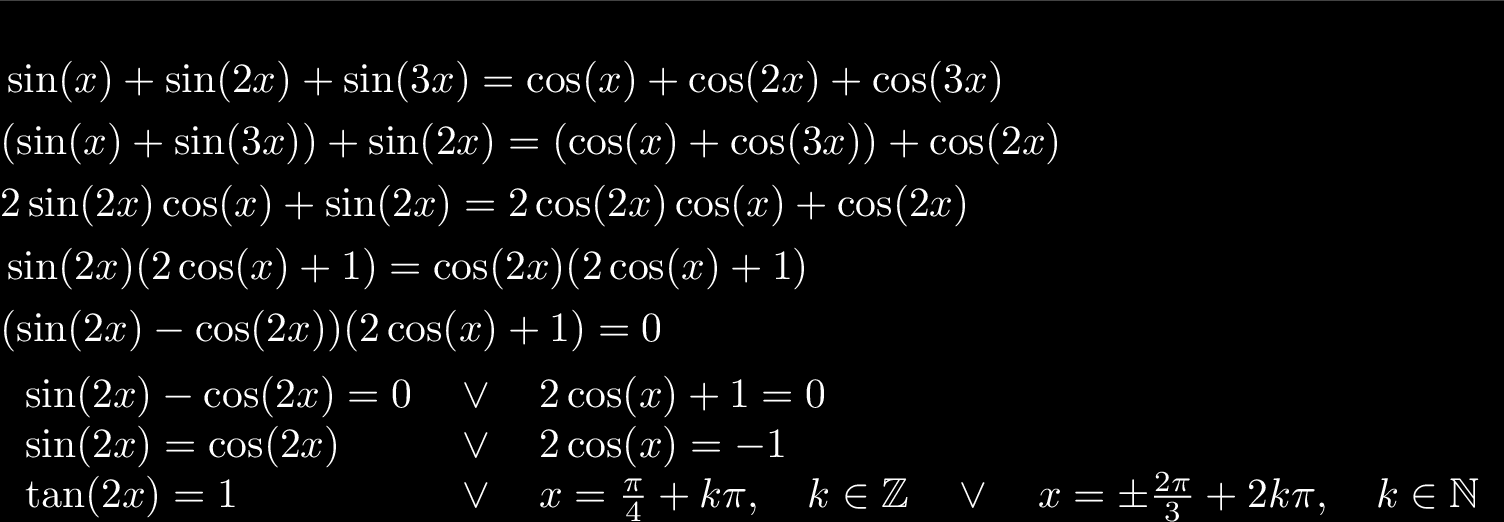 sin(x) + sin(2x) + sin(3x) = cos(x) + cos(2x) + cos(3x)
(sin(x) + sin(3x)) + sin(2x) = (cos(x) + cos(3x)) + cos(2x)
2 sin(2x) cos(x) + sin(2x) = 2 cos(2x) cos(x) + cos(2x)
sin(2x)(2 cos(x) + 1) = cos(2x)(2 cos(x) + 1)
(sin(2x) − cos(2x))(2 cos(x) + 1) = 0
sin(2x) − cos(2x) = 0 ∨ 2 cos(x) + 1 = 0
sin(2x) = cos(2x) ∨ 2 cos(x) = −1
tan(2x) = 1 ∨ x = π/4 + kπ, k ∈ ℤ ∨ x = ±2π/3 + 2kπ, k ∈ ℕ